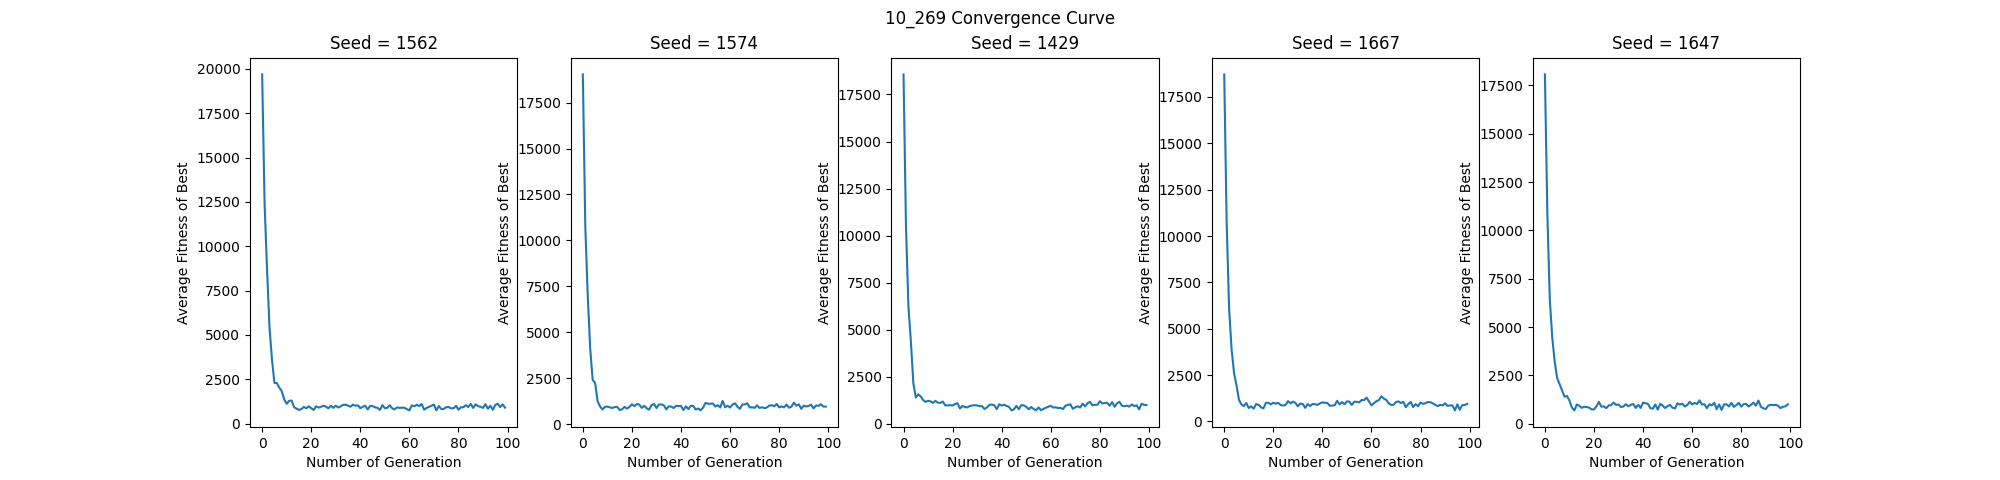 10_269 Convergence Curve
Seed = 1562
Seed = 1574
Seed = 1429
Seed = 1667
Seed = 1647
Average Fitness of Best
20000
17500
15000
12500
10000
7500
5000
2500
0
0 20 40 60 80 100
Number of Generation
Average Fitness of Best
17500
15000
12500
10000
7500
5000
2500
0
0 20 40 60 80 100
Number of Generation
Average Fitness of Best
17500
15000
12500
10000
7500
5000
2500
0
0 20 40 60 80 100
Number of Generation
Average Fitness of Best
17500
15000
12500
10000
7500
5000
2500
0
0 20 40 60 80 100
Number of Generation
Average Fitness of Best
17500
15000
12500
10000
7500
5000
2500
0
0 20 40 60 80 100
Number of Generation